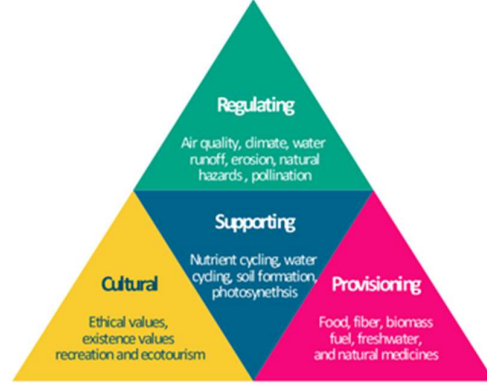 Regulating
Air quality, climate, water
runoff, erosion, natural
hazards , pollination
Supporting
Nutrient cycling, water
cycling, soil formation,
photosynethsis
Cultural
Ethical values,
existence values
recreation and ecotourism
Provisioning
Food, fiber, biomass
fuel, freshwater,
and natural medicines